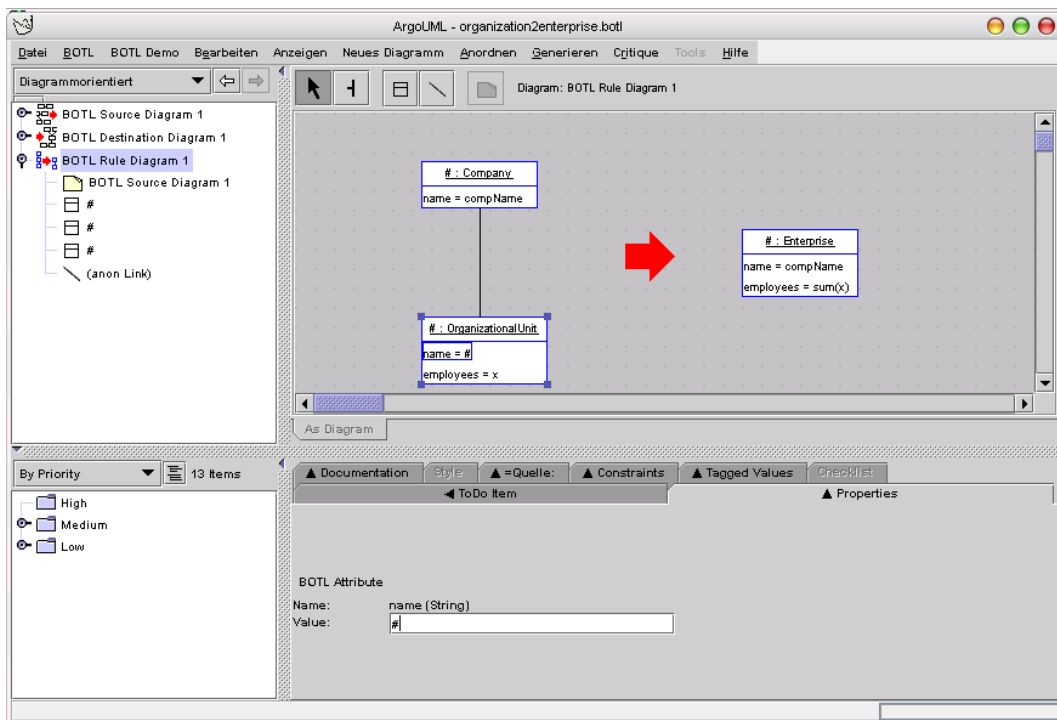 ArgoUML - organization2enterprise.botl
Datei BOTL BOTL Demo Bearbeiten Anzeigen Neues Diagramm Anordnen Generieren Critique Tools Hilfe
Diagrammorientiert
Diagram: BOTL Rule Diagram 1
BOTL Source Diagram 1
BOTL Destination Diagram 1
BOTL Rule Diagram 1
BOTL Source Diagram 1
#
#
#
(anon Link)
# : Company
name = compName
# : Enterprise
name = compName
employees = sum(x)
# : OrganizationalUnit
name = #
employees = x
As Diagram
By Priority
13 Items
High
Medium
Low
▲ Documentation Style ▲ =Quelle: ▲ Constraints ▲ Tagged Values Checklist
◀ ToDo Item ▲ Properties
BOTL Attribute
Name: name (String)
Value: #